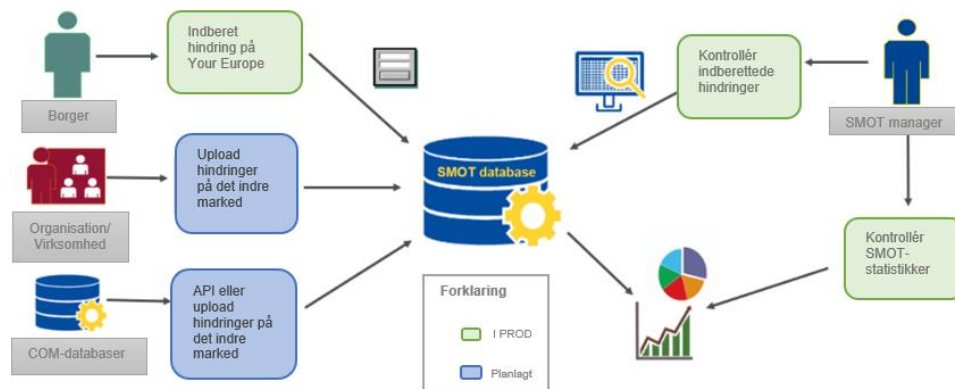 Indberet
hindring på
Your Europe
Borger
Upload
hindringer
på det indre
marked
Organisation/
Virksomhed
API eller
upload
hindringer på
det indre
marked
COM-databaser
SMOT database
Forklaring
I PROD
Planlagt
Kontrollér
indberettede
hindringer
SMOT manager
Kontrollér
SMOT-
statistikker